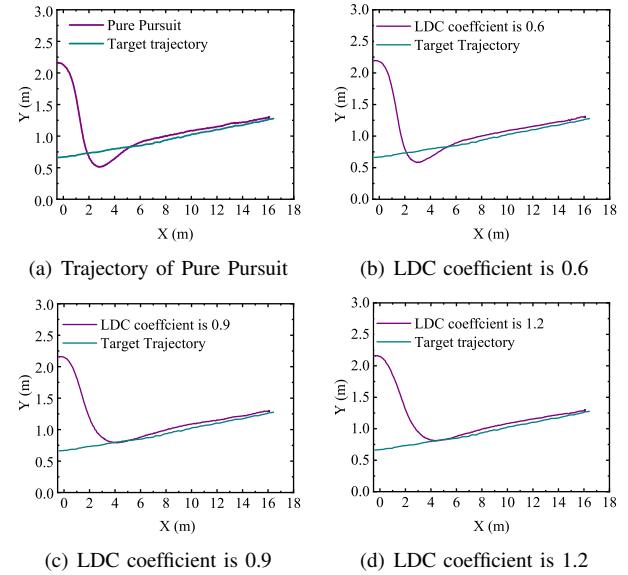 3.0
2.5
2.0
1.5
1.0
0.5
0.0
Y (m)
Pure Pursuit
Target trajectory
0 2 4 6 8 10 12 14 16 18
X (m)
(a) Trajectory of Pure Pursuit
3.0
2.5
2.0
1.5
1.0
0.5
0.0
Y (m)
LDC coeffcient is 0.6
Target Trajectory
0 2 4 6 8 10 12 14 16 18
X (m)
(b) LDC coefficient is 0.6
3.0
2.5
2.0
1.5
1.0
0.5
0.0
Y (m)
LDC coeffcient is 0.9
Target Trajectory
0 2 4 6 8 10 12 14 16 18
X (m)
(c) LDC coefficient is 0.9
3.0
2.5
2.0
1.5
1.0
0.5
0.0
Y (m)
LDC coeffcient is 1.2
Target trajectory
0 2 4 6 8 10 12 14 16 18
X (m)
(d) LDC coefficient is 1.2